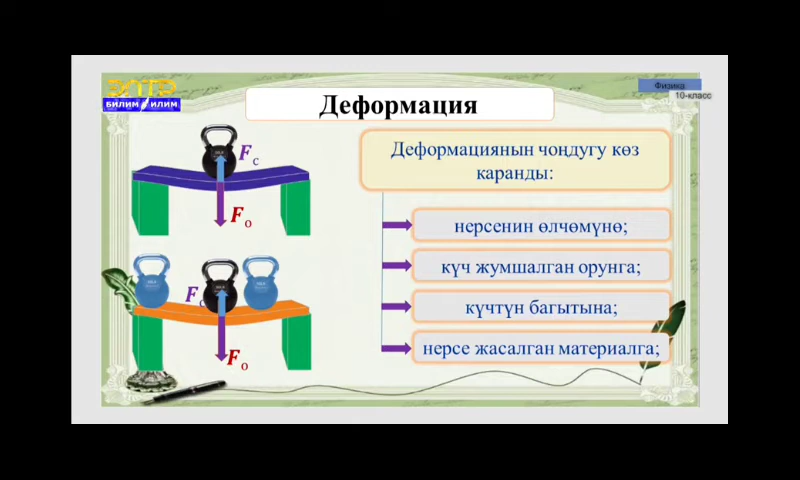 ЭЛТР
БИЛИМ ИЛИМ
Физика
10-класс
Деформация
Деформациянын чоңдугу көз
каранды:
нерсенин өлчөмүнө;
күч жумшалган орунга;
күчтүн багытына;
нерсе жасалган материалга;
Fс
Fо
Fс
Fо